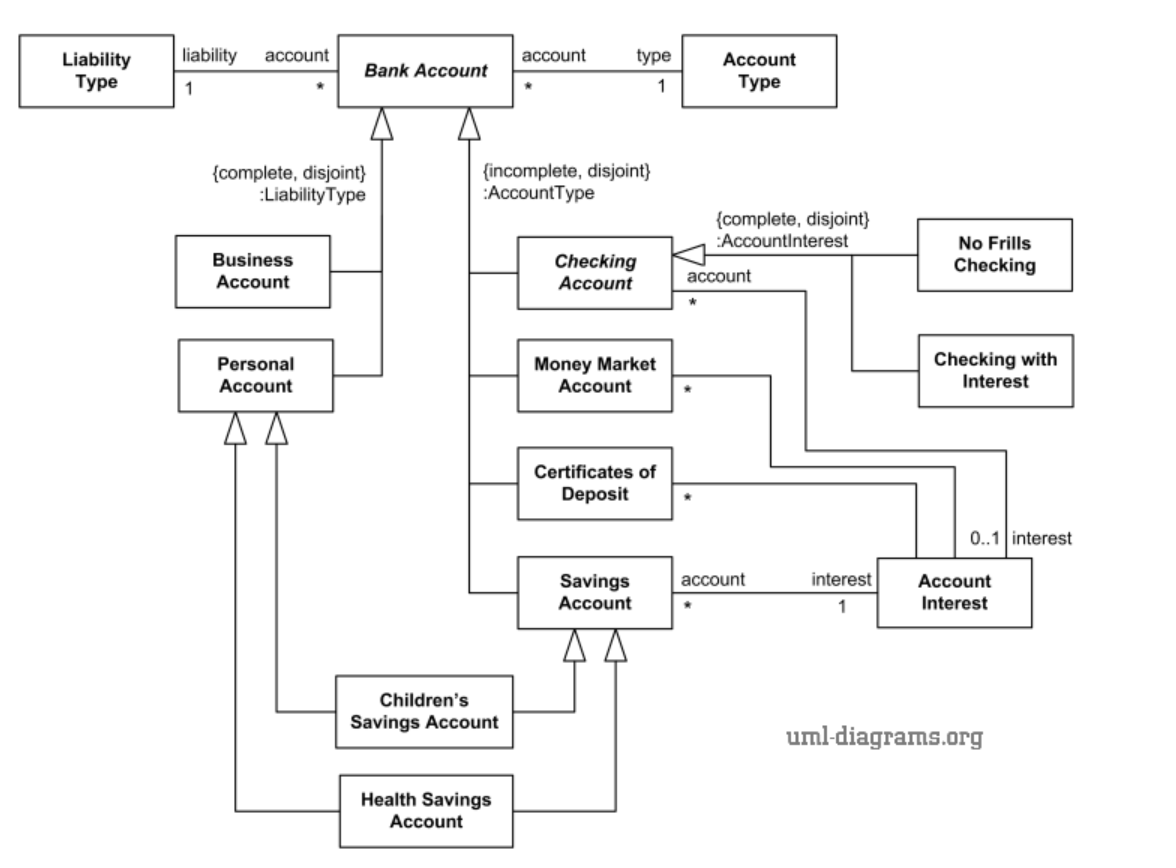 Liability
Type
liability
account
1
*
Bank Account
account
type
*
1
Account
Type
{complete, disjoint}
:LiabilityType
{incomplete, disjoint}
:AccountType
{complete, disjoint}
:AccountInterest
Business
Account
Checking
Account
account
*
No Frills
Checking
Personal
Account
Money Market
Account
*
Checking with
Interest
Certificates of
Deposit
*
0..1
interest
Savings
Account
account
interest
*
1
Account
Interest
Children's
Savings Account
uml-diagrams.org
Health Savings
Account